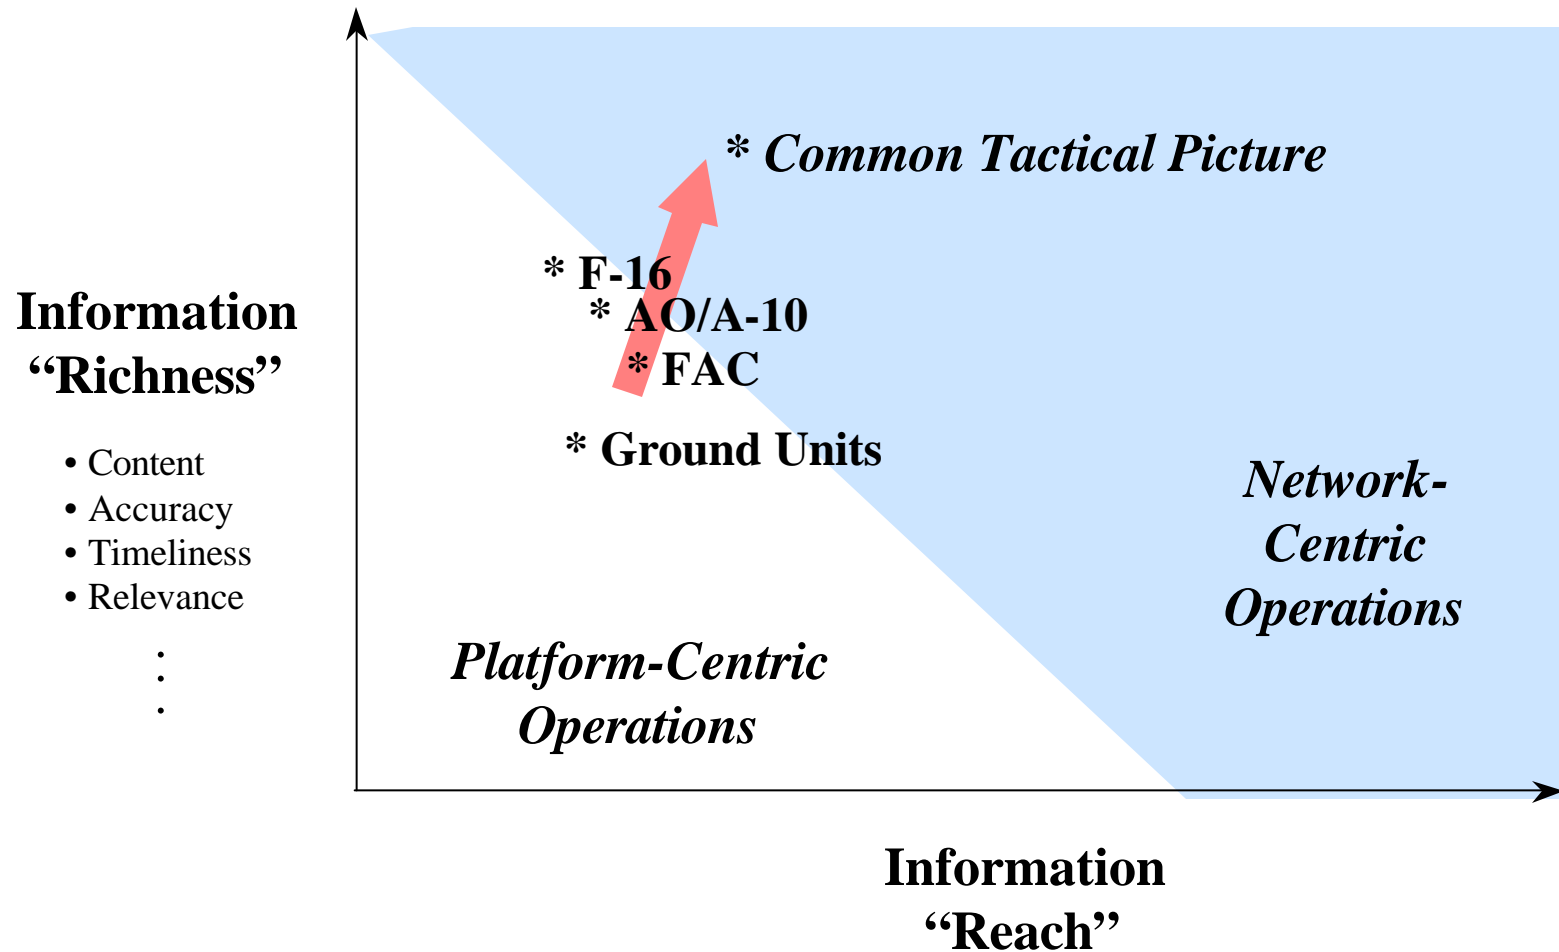 * Common Tactical Picture
* F-16
* AO/A-10
* FAC
* Ground Units
Information
“Richness”
• Content
• Accuracy
• Timeliness
• Relevance
.
.
.
Network-
Centric
Operations
Platform-Centric
Operations
Information
“Reach”